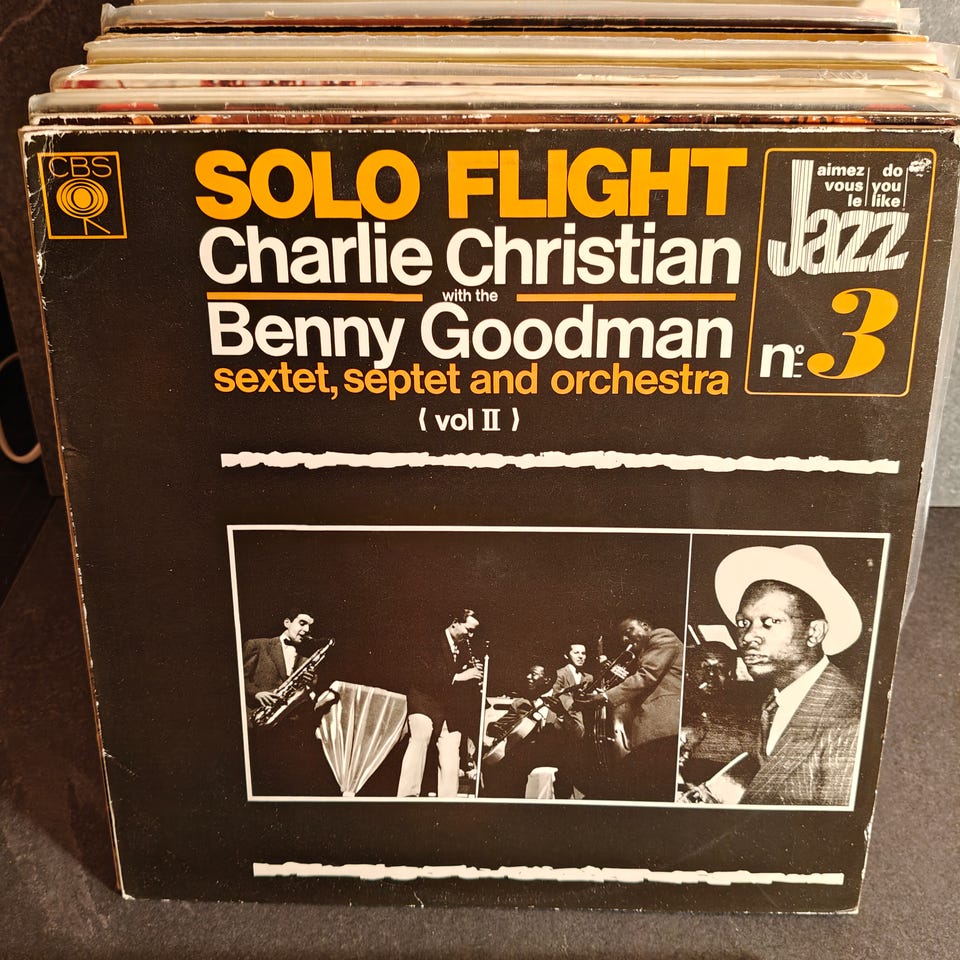 CBS
SOLO FLIGHT
Charlie Christian
with the
Benny Goodman
sextet, septet and orchestra
( vol II )
aimez do
vous you
le like
Jazz
nº 3